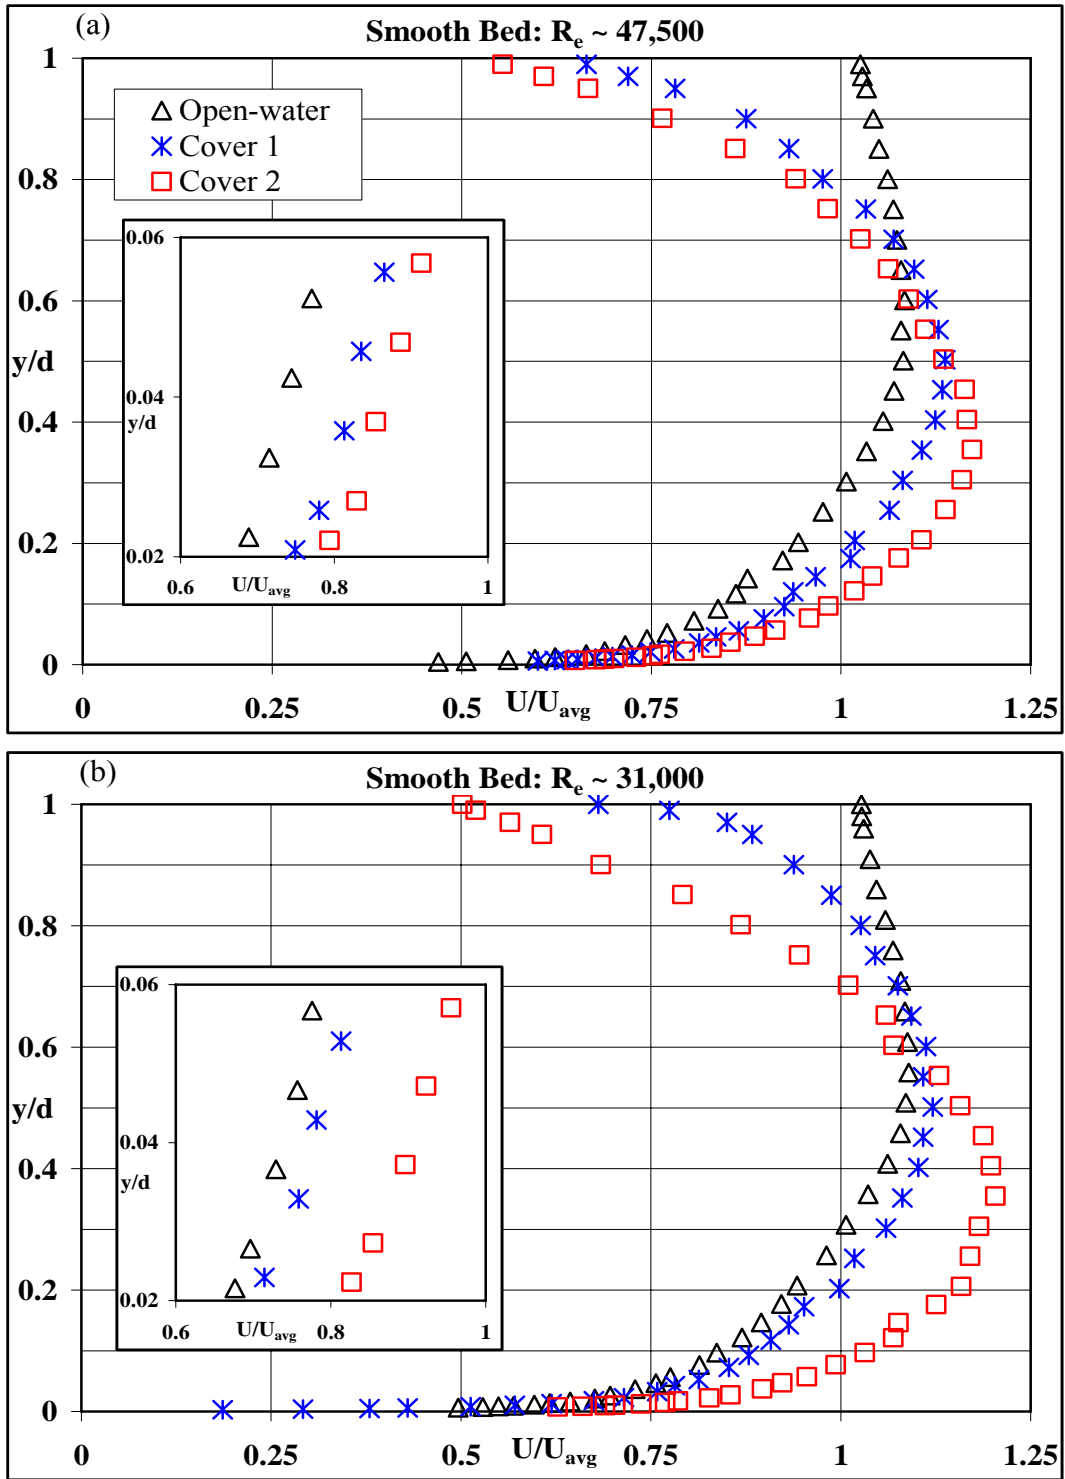 (a)
Smooth Bed: Re ~ 47,500
1
Open-water
Cover 1
Cover 2
0.8
0.06
0.6
y/d
0.04
y/d
0.4
0.02
0.6 U/Uavg 0.8 1
0.2
0
0 0.25 0.5 U/Uavg 0.75 1 1.25
(b)
Smooth Bed: Re ~ 31,000
1
0.8
0.06
0.6
y/d
0.04
y/d
0.4
0.02
0.6 U/Uavg 0.8 1
0.2
0
0 0.25 0.5 U/Uavg 0.75 1 1.25